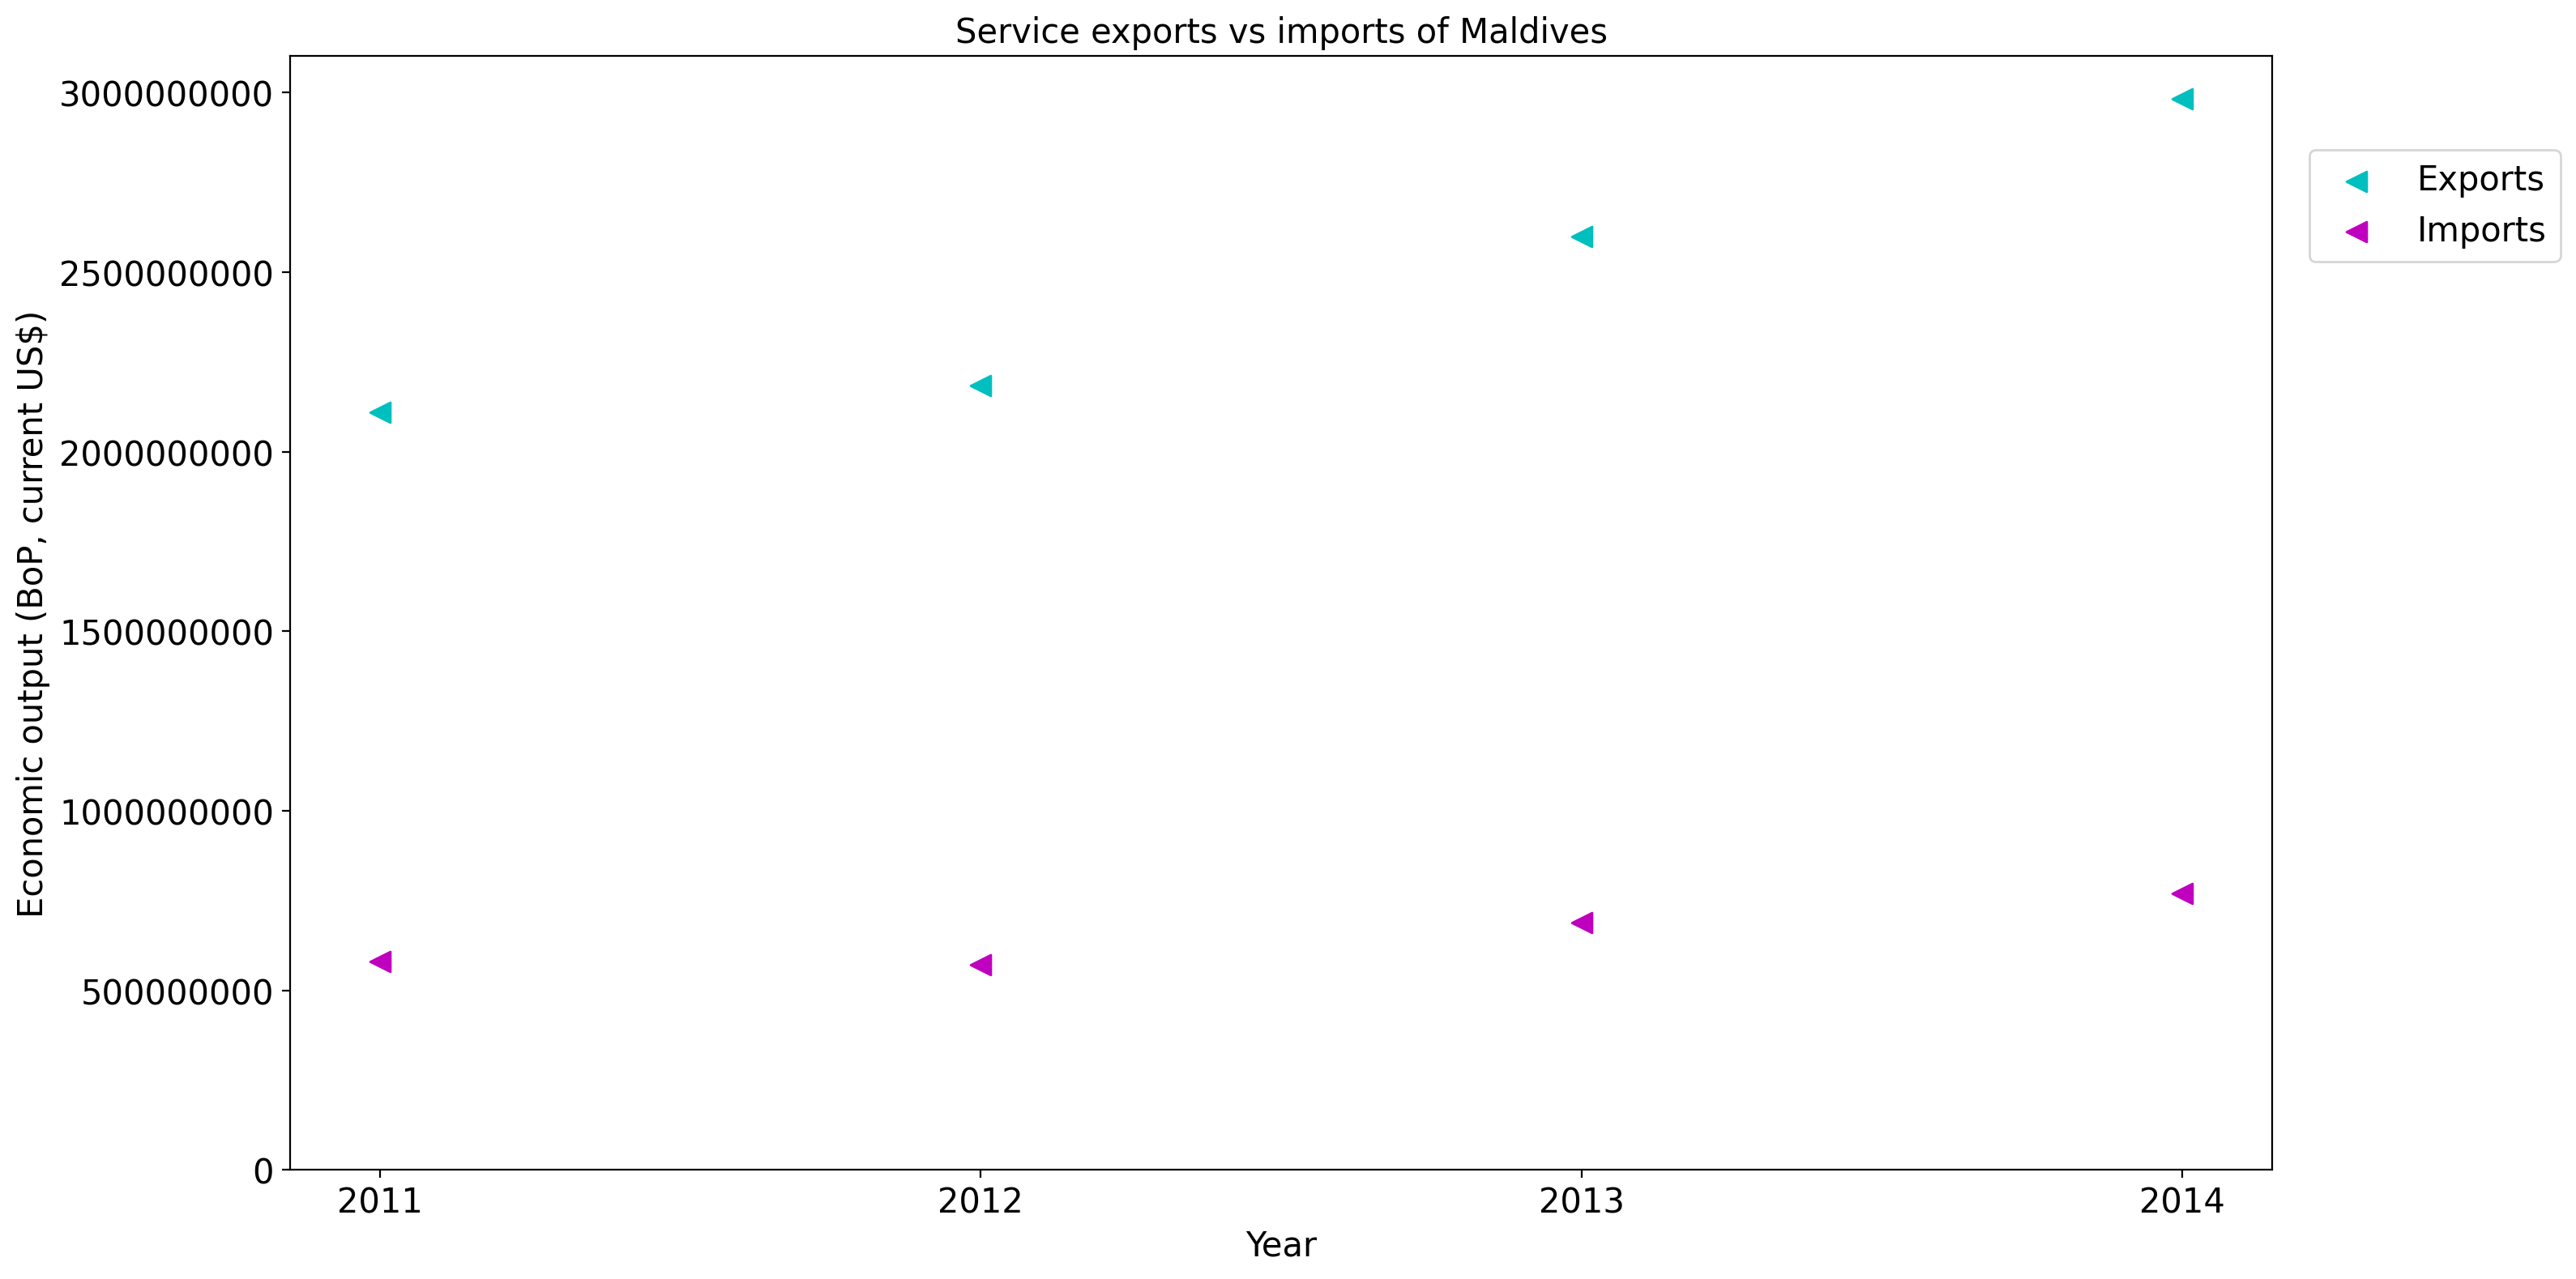 Service exports vs imports of Maldives
Economic output (BoP, current US$)
3000000000
2500000000
2000000000
1500000000
1000000000
500000000
0
2011
2012
2013
2014
Year
Exports
Imports